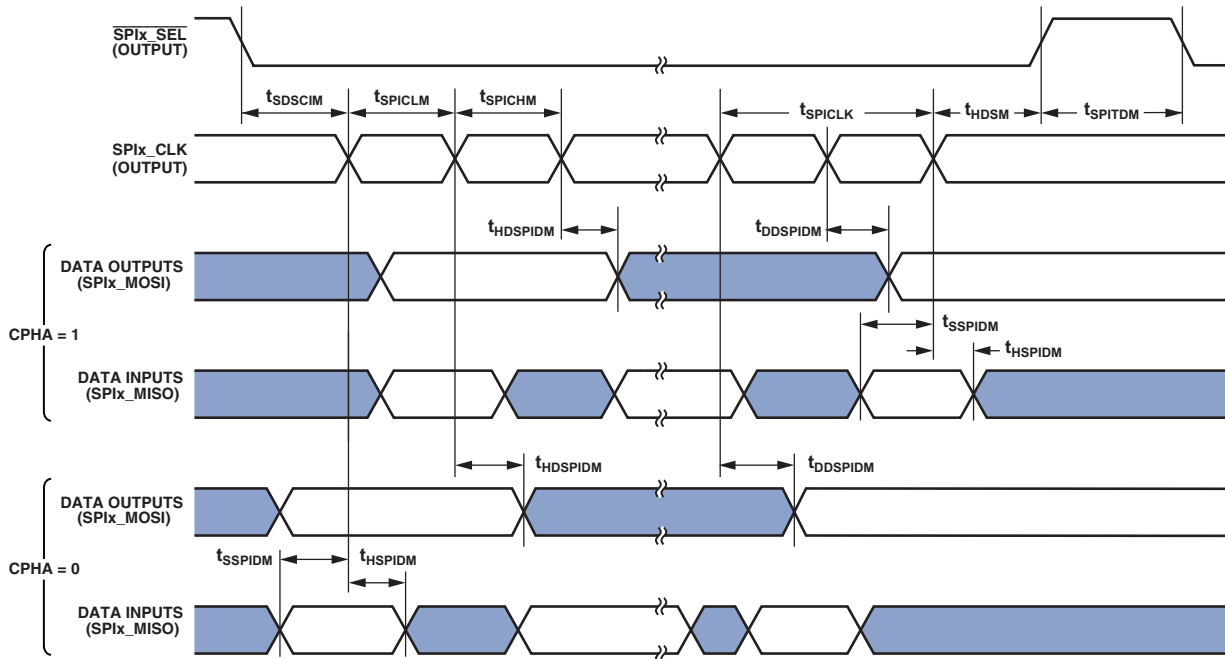 SPIx_SEL
(OUTPUT)
tSDSCIM tSPICLM tSPICHM tSPICLK tHDSM tSPITDM
SPIx_CLK
(OUTPUT)
tHDSPIDM tDDSPIDM
DATA OUTPUTS
(SPIx_MOSI)
CPHA = 1
tSSPIDM
tHSPIDM
DATA INPUTS
(SPIx_MISO)
tHDSPIDM tDDSPIDM
DATA OUTPUTS
(SPIx_MOSI)
CPHA = 0
tSSPIDM tHSPIDM
DATA INPUTS
(SPIx_MISO)